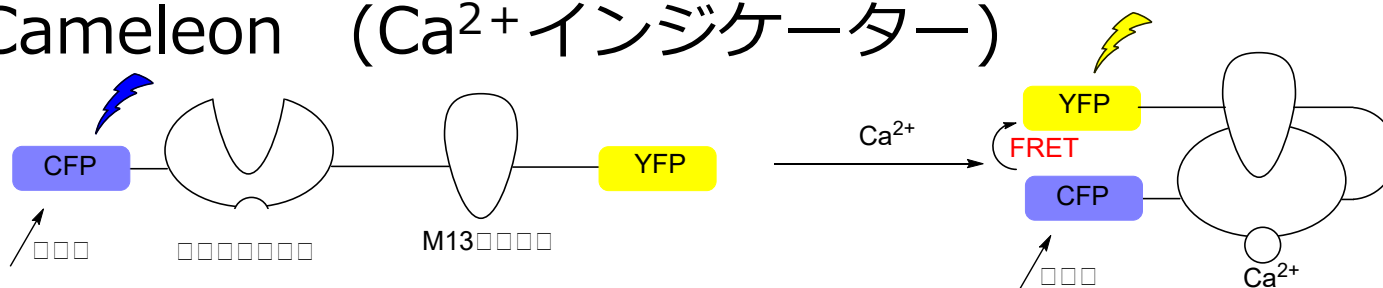 Cameleon (Ca²⁺インジケーター)
CFP
YFP
Ca²⁺
YFP
FRET
CFP
□□□
□□□□□□□
M13□□□□
□□□
Ca²⁺